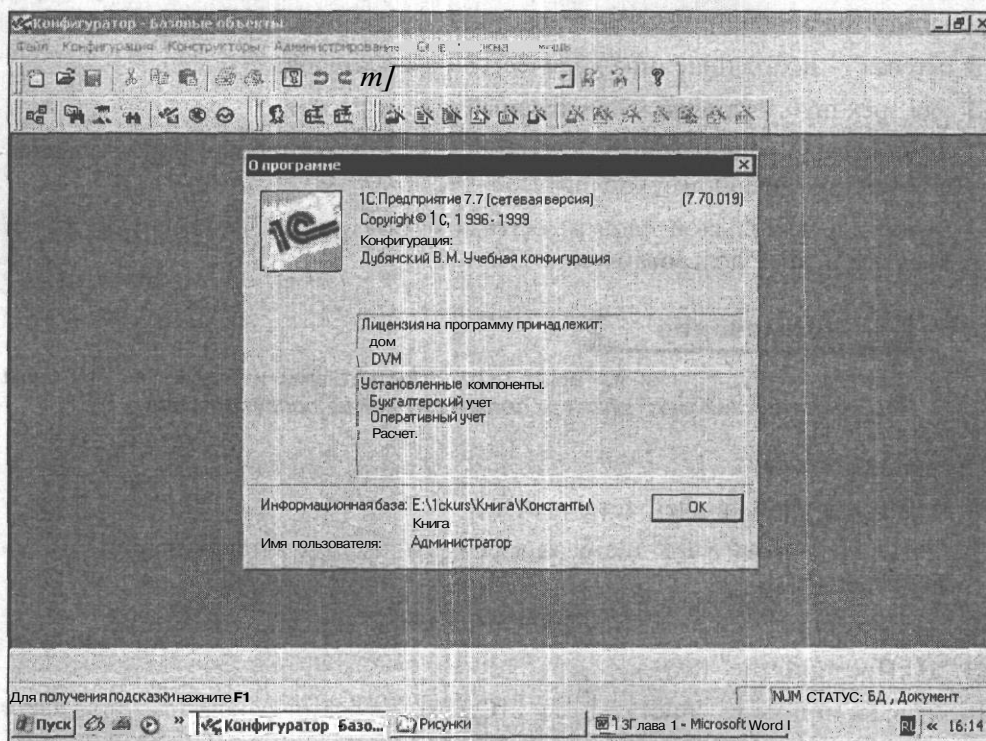 Конфигуратор - Базовые объекты
Файл Конфигурация Конструкторы Администрирование
m]
О программе
1С:Предприятие 7.7 (сетевая версия) (7.70.019)
Copyright© 1С, 1996-1999
Конфигурация:
Дубянский В.М. Учебная конфигурация
Лицензия на программу принадлежит:
дом
DVM
Установленные компоненты.
Бухгалтерский учет
Оперативный учет
Расчет.
Информационная база: E:\1ckurs\Книга\Константы\
Книга
OK
Имя пользователя: Администратор
Для получения подсказки нажмите F1
NUM СТАТУС: БД, Документ
Пуск » Конфигуратор Базо... Рисунки 1 3Глава 1 - Microsoft Word RU « 16:14